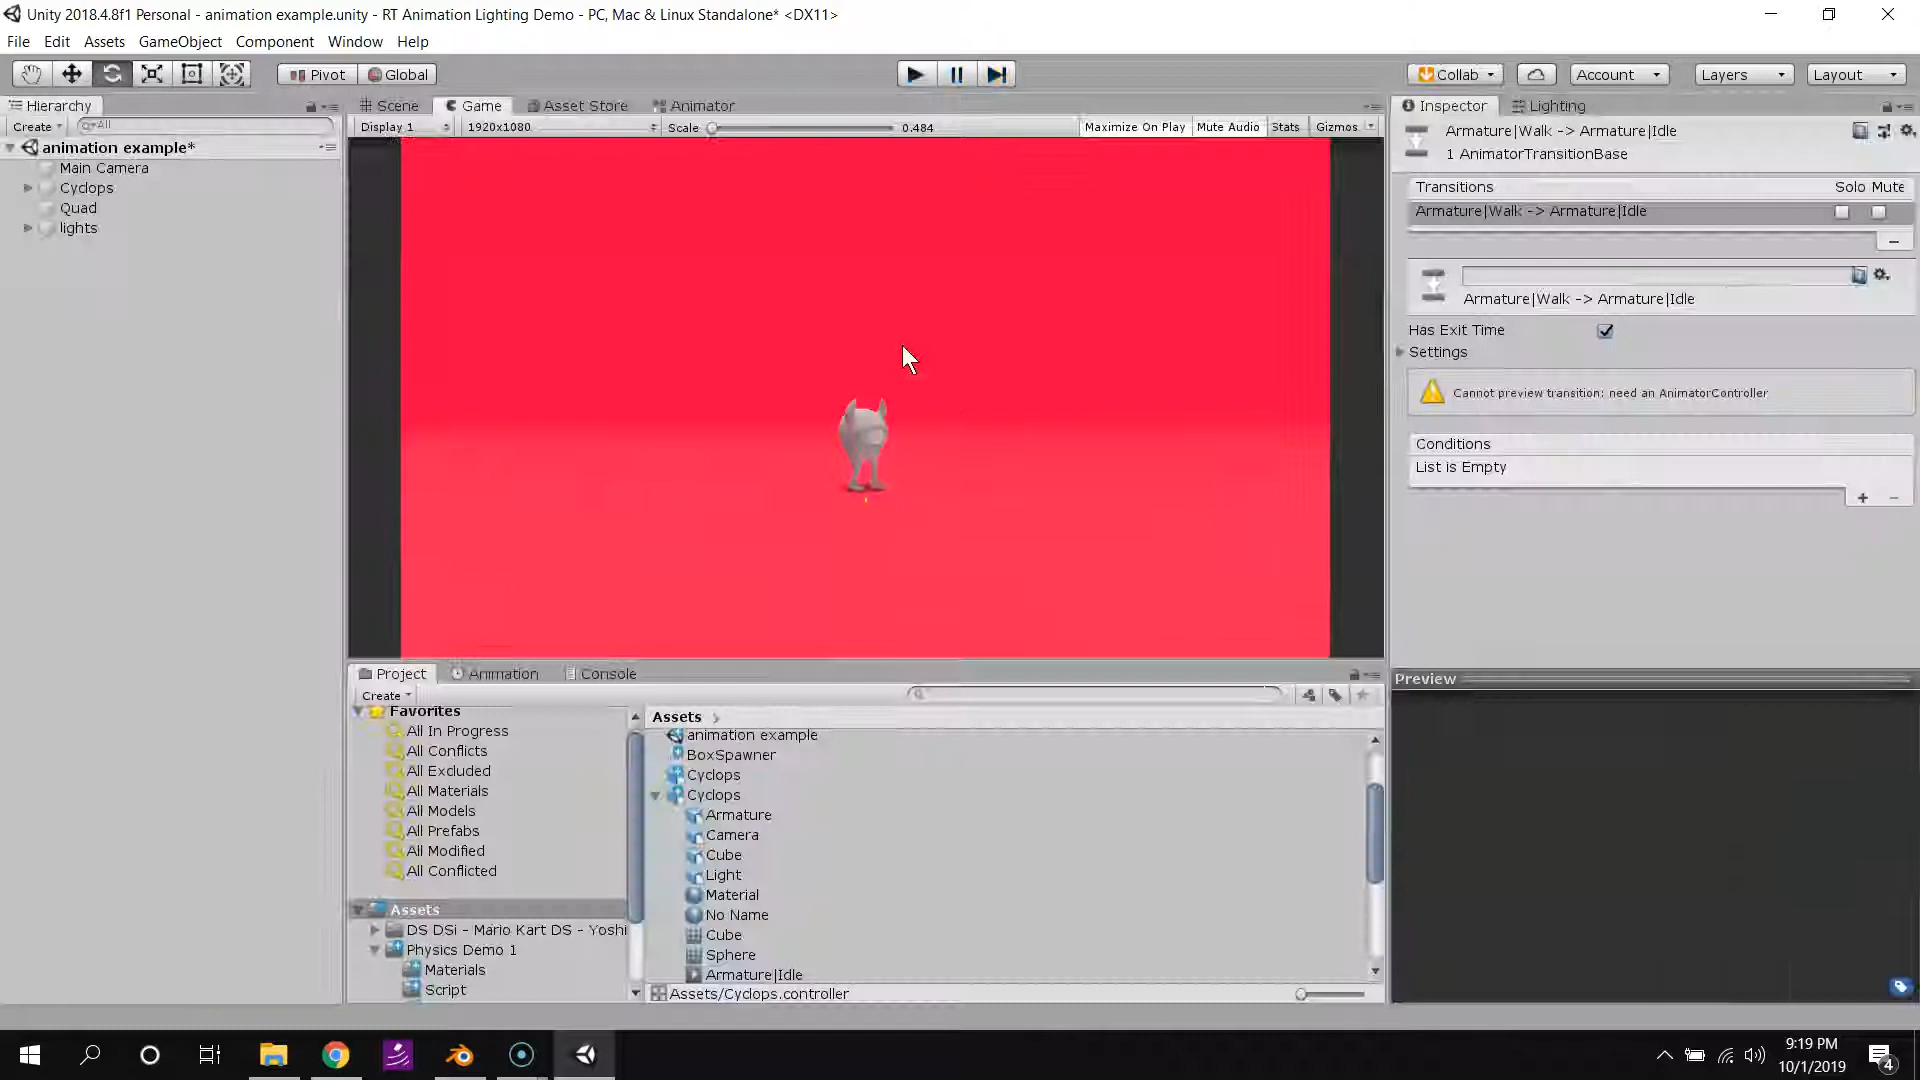 Unity 2018.4.8f1 Personal - animation example.unity - RT Animation Lighting Demo - PC, Mac & Linux Standalone* <DX11>
File Edit Assets GameObject Component Window Help
Pivot Global Collab Account Layers Layout
Hierarchy
Create All
animation example*
Main Camera
Cyclops
Quad
lights
Scene Game Asset Store Animator
Display 1 1920x1080 Scale 0.484 Maximize On Play Mute Audio Stats Gizmos
Inspector Lighting
Armature|Walk -> Armature|Idle
1 AnimatorTransitionBase
Transitions Solo Mute
Armature|Walk -> Armature|Idle
Armature|Walk -> Armature|Idle
Has Exit Time
Settings
Cannot preview transition: need an AnimatorController
Conditions
List is Empty
Preview
Project Animation Console
Create
Favorites
All In Progress
All Conflicts
All Excluded
All Materials
All Models
All Prefabs
All Modified
All Conflicted
Assets
DS DSi - Mario Kart DS - Yoshi
Physics Demo 1
Materials
Script
Assets
animation example
BoxSpawner
Cyclops
Cyclops
Armature
Camera
Cube
Light
Material
No Name
Cube
Sphere
Armature|Idle
Assets/Cyclops.controller
9:19 PM
10/1/2019
4